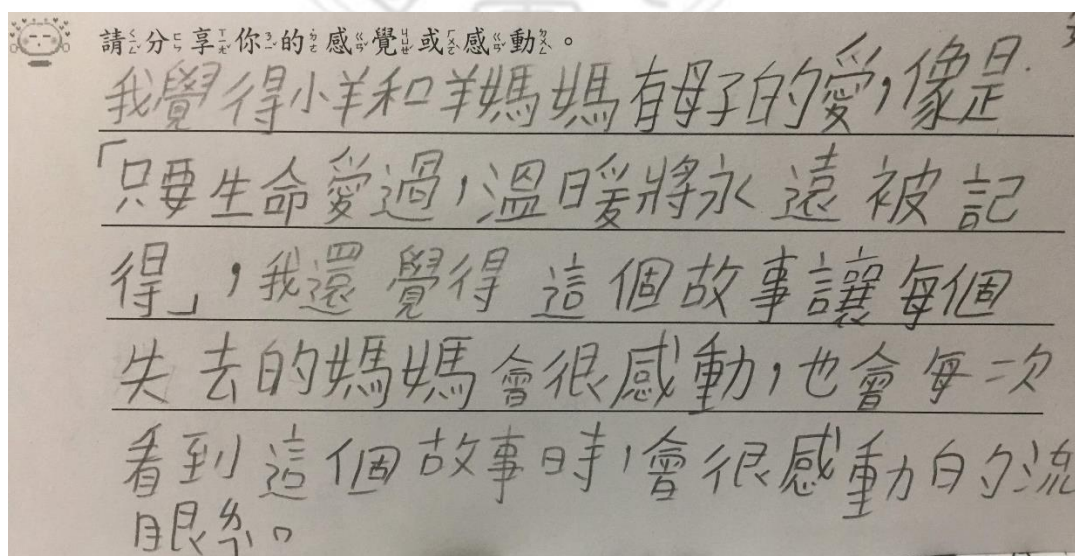 請分享你的感覺或感動。
我覺得小羊和羊媽媽有母子的愛,像是
「只要生命愛過,溫暖將永遠被記
得」,我還覺得這個故事讓每個
失去的媽媽會很感動,也會每次
看到這個故事時,會很感動的流
眼糸。